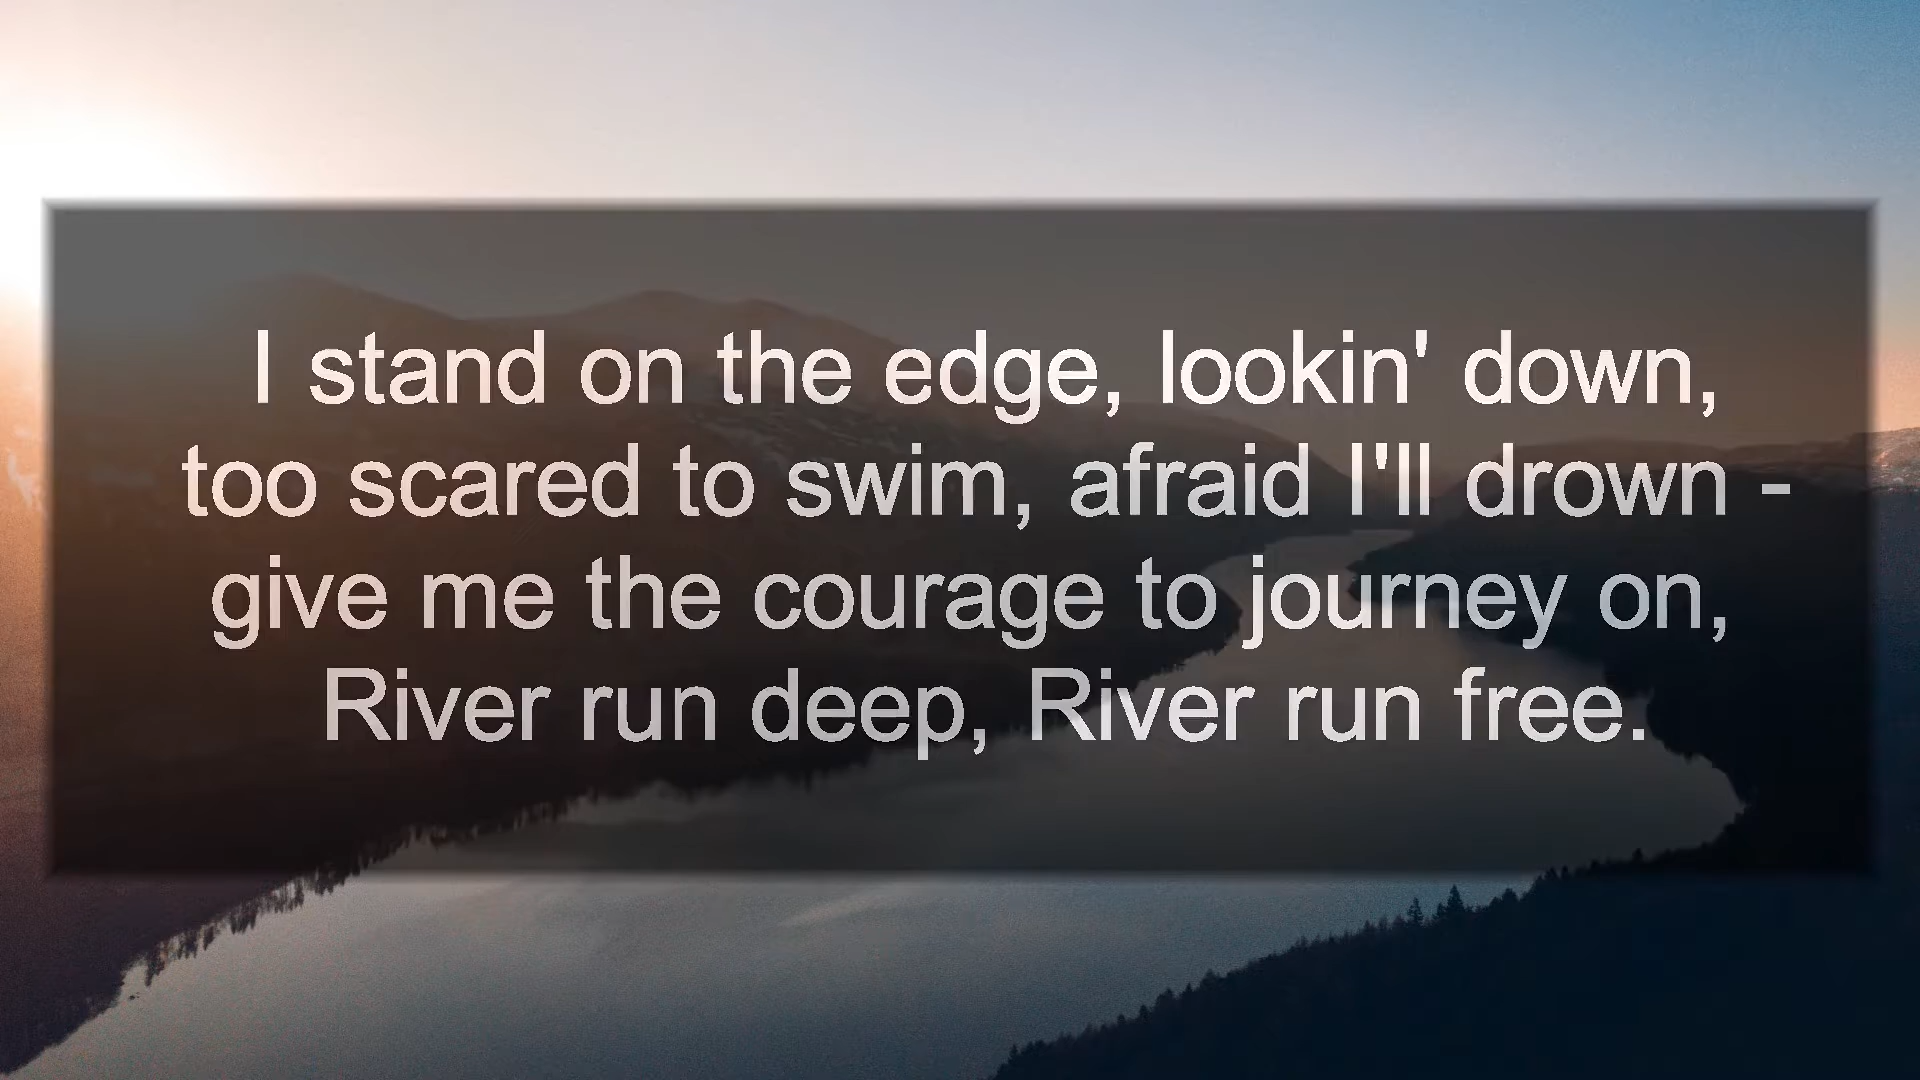 I stand on the edge, lookin' down,
too scared to swim, afraid I'll drown -
give me the courage to journey on,
River run deep, River run free.